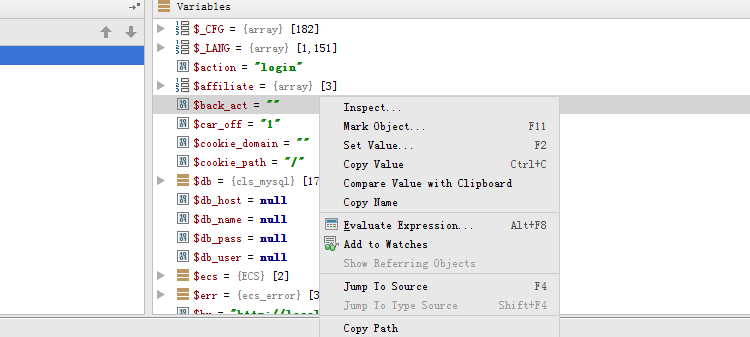 Variables
$_CFG = {array} [182]
$_LANG = {array} [1,151]
$action = "login"
$affiliate = {array} [3]
$back_act = ""
$car_off = "1"
$cookie_domain = ""
$cookie_path = "/"
$db = {cls_mysql} [17
$db_host = null
$db_name = null
$db_pass = null
$db_user = null
$ecs = {ECS} [2]
$err = {ecs_error} [3
Inspect...
Mark Object... F11
Set Value... F2
Copy Value Ctrl+C
Compare Value with Clipboard
Copy Name
Evaluate Expression... Alt+F8
Add to Watches
Show Referring Objects
Jump To Source F4
Jump To Type Source Shift+F4
Copy Path